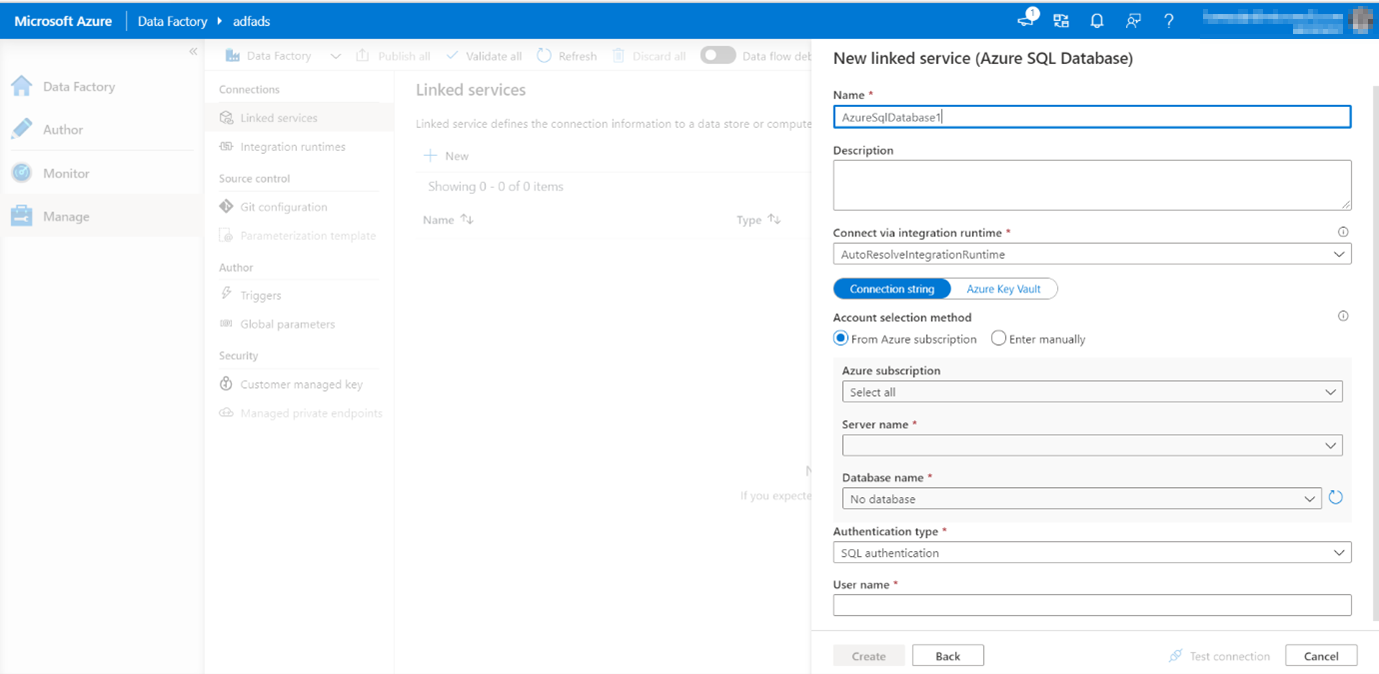 Microsoft Azure
Data Factory
adfads
1
?
«
Data Factory
Author
Monitor
Manage
Data Factory
Publish all
Validate all
Refresh
Discard all
Data flow deb
Connections
Linked services
Integration runtimes
Source control
Git configuration
Parameterization template
Author
Triggers
Global parameters
Security
Customer managed key
Managed private endpoints
Linked services
Linked service defines the connection information to a data store or compute
New
Showing 0 - 0 of 0 items
Name
Type
N
If you expecte
New linked service (Azure SQL Database)
Name *
AzureSqlDatabase1
Description
Connect via integration runtime *
AutoResolveIntegrationRuntime
Connection string
Azure Key Vault
Account selection method
From Azure subscription
Enter manually
Azure subscription
Select all
Server name *
Database name *
No database
Authentication type *
SQL authentication
User name *
Create
Back
Test connection
Cancel